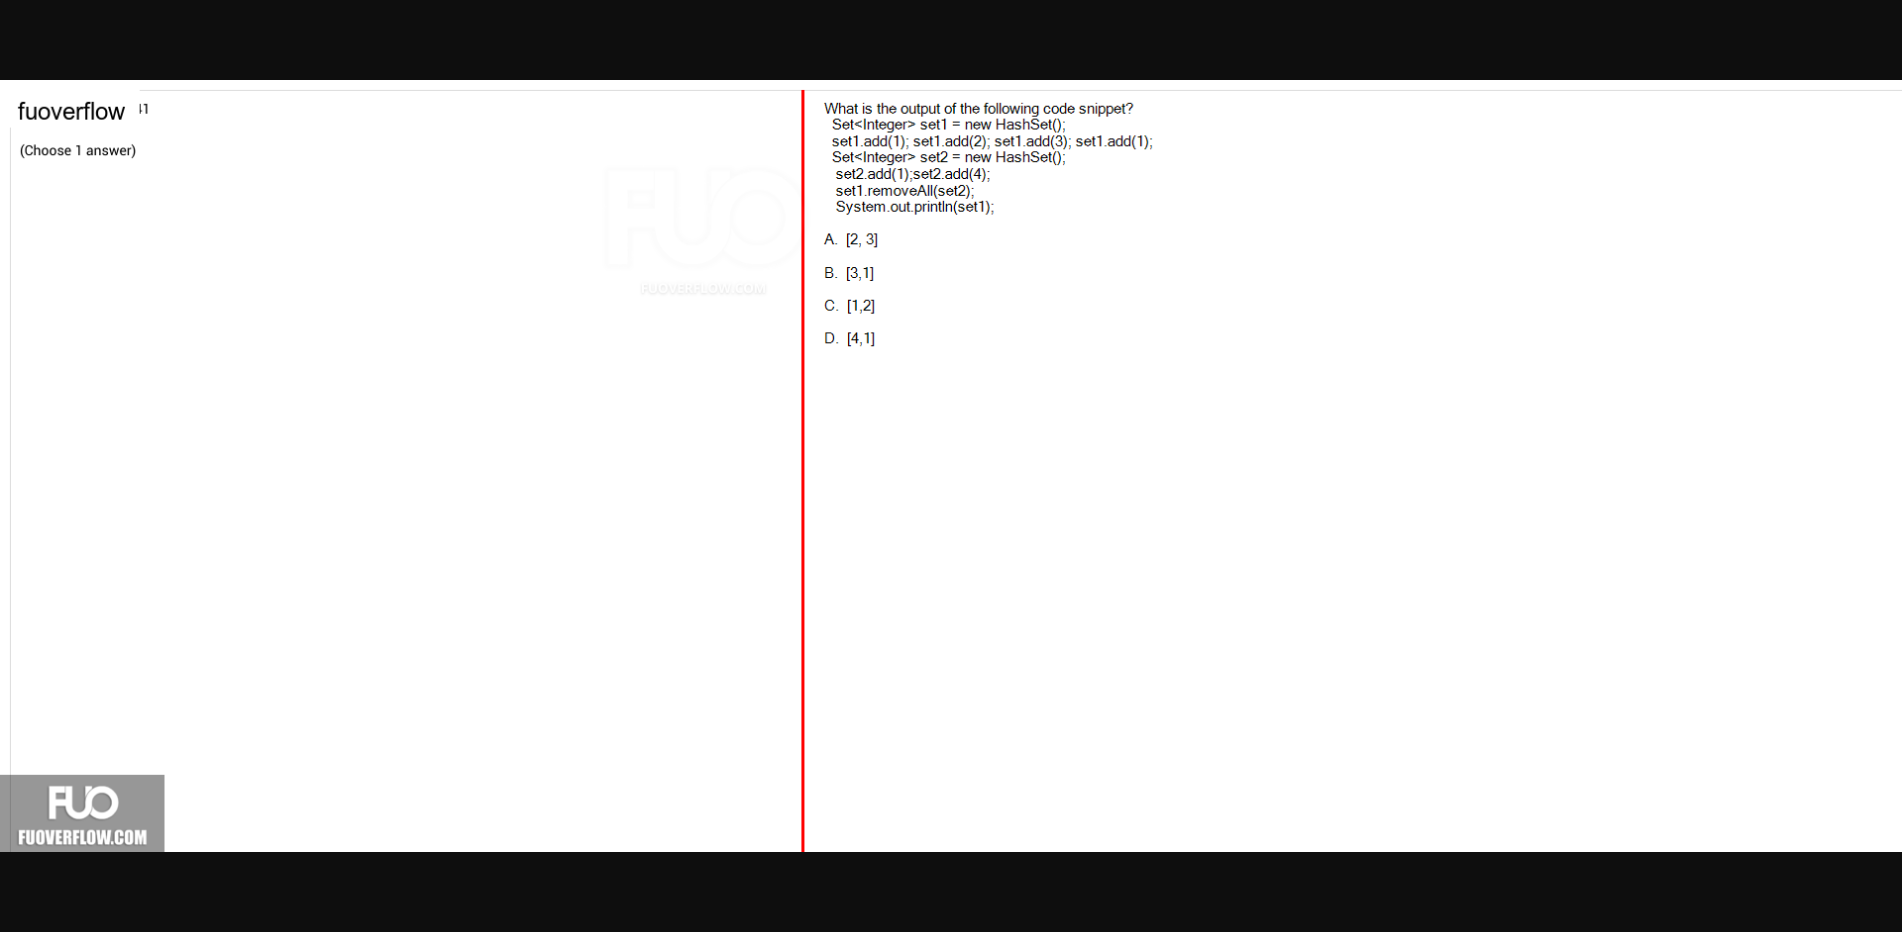 fuoverflow
(Choose 1 answer)
What is the output of the following code snippet?
Set<Integer> set1 = new HashSet();
set1.add(1); set1.add(2); set1.add(3); set1.add(1);
Set<Integer> set2 = new HashSet();
set2.add(1);set2.add(4);
set1.removeAll(set2);
System.out.println(set1);
A. [2, 3]
B. [3,1]
C. [1,2]
D. [4,1]
FUO
FUOVERFLOW.COM
FUO
FUOVERFLOW.COM